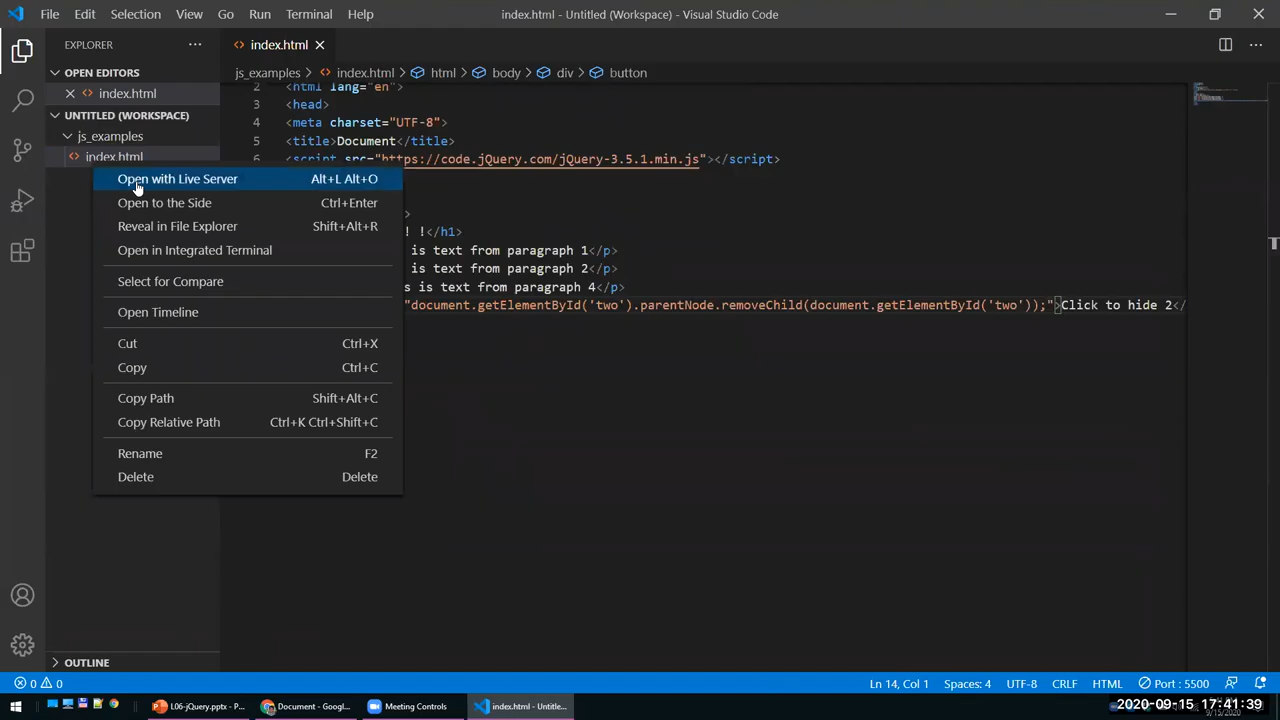 File Edit Selection View Go Run Terminal Help
index.html - Untitled (Workspace) - Visual Studio Code
EXPLORER ···
index.html
OPEN EDITORS
js_examples > index.html > html > body > div > button
index.html
UNTITLED (WORKSPACE)
js_examples
index.html
2 <html lang="en">
3 <head>
4 <meta charset="UTF-8">
5 <title>Document</title>
6 <script src="https://code.jQuery.com/jQuery-3.5.1.min.js"></script>
>
! !</h1>
is text from paragraph 1</p>
is text from paragraph 2</p>
s is text from paragraph 4</p>
"document.getElementById('two').parentNode.removeChild(document.getElementById('two'));">Click to hide 2</
Open with Live Server Alt+L Alt+O
Open to the Side Ctrl+Enter
Reveal in File Explorer Shift+Alt+R
Open in Integrated Terminal
Select for Compare
Open Timeline
Cut Ctrl+X
Copy Ctrl+C
Copy Path Shift+Alt+C
Copy Relative Path Ctrl+K Ctrl+Shift+C
Rename F2
Delete Delete
OUTLINE
0 0
Ln 14, Col 1 Spaces: 4 UTF-8 CRLF HTML Port : 5500
L06-jQuery.pptx - P...
Document - Googl...
Meeting Controls
index.html - Untitle...
2020-09-15 17:41:39
9/15/2020